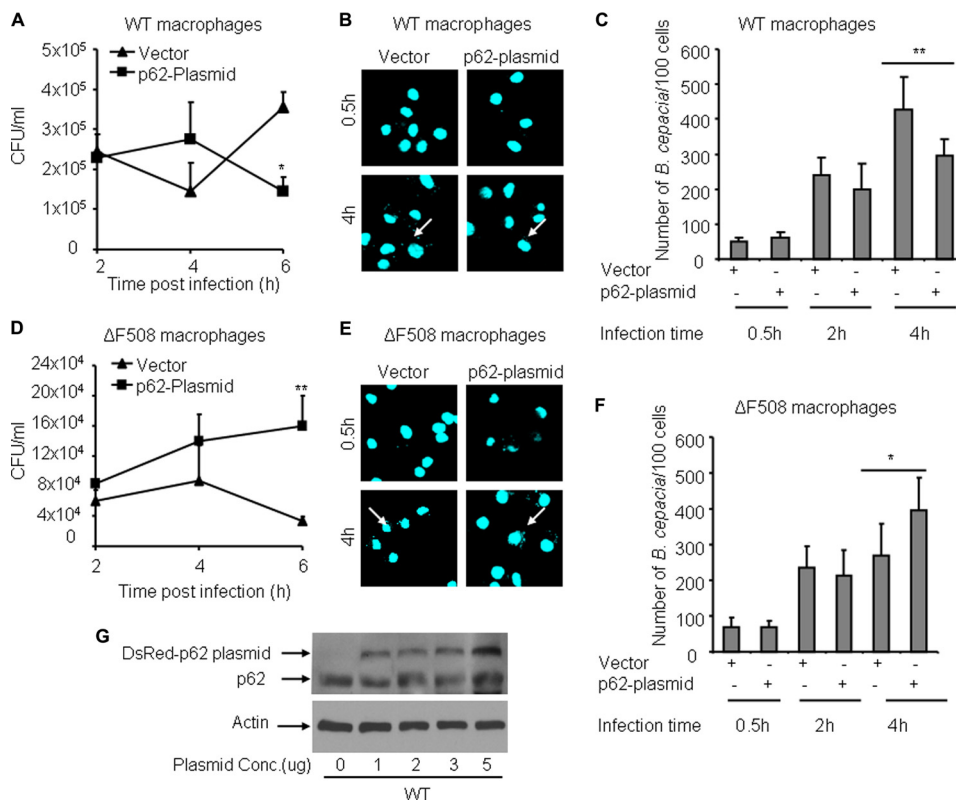 A
WT macrophages
Vector
p62-Plasmid
5x10⁵
4x10⁵
3x10⁵
2x10⁵
1x10⁵
0
CFU/ml
*
2 4 6
Time post infection (h)
B
WT macrophages
Vector p62-plasmid
0.5h
4h
C
WT macrophages
**
600
500
400
300
200
100
0
Number of B. cepacia/100 cells
Vector + - + - + -
p62-plasmid - + - + - +
Infection time 0.5h 2h 4h
D
ΔF508 macrophages
Vector
p62-Plasmid
24x10⁴
20x10⁴
16x10⁴
12x10⁴
8x10⁴
4x10⁴
0
CFU/ml
**
2 4 6
Time post infection (h)
E
ΔF508 macrophages
Vector p62-plasmid
0.5h
4h
F
ΔF508 macrophages
*
600
500
400
300
200
100
0
Number of B. cepacia/100 cells
Vector + - + - + -
p62-plasmid - + - + - +
Infection time 0.5h 2h 4h
G
DsRed-p62 plasmid
p62
Actin
Plasmid Conc.(ug) 0 1 2 3 5
WT